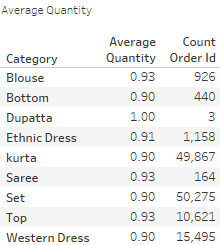 Average Quantity
Average Count
Category Quantity Order Id
Blouse 0.93 926
Bottom 0.90 440
Dupatta 1.00 3
Ethnic Dress 0.91 1,158
kurta 0.90 49,867
Saree 0.93 164
Set 0.90 50,275
Top 0.93 10,621
Western Dress 0.90 15,495